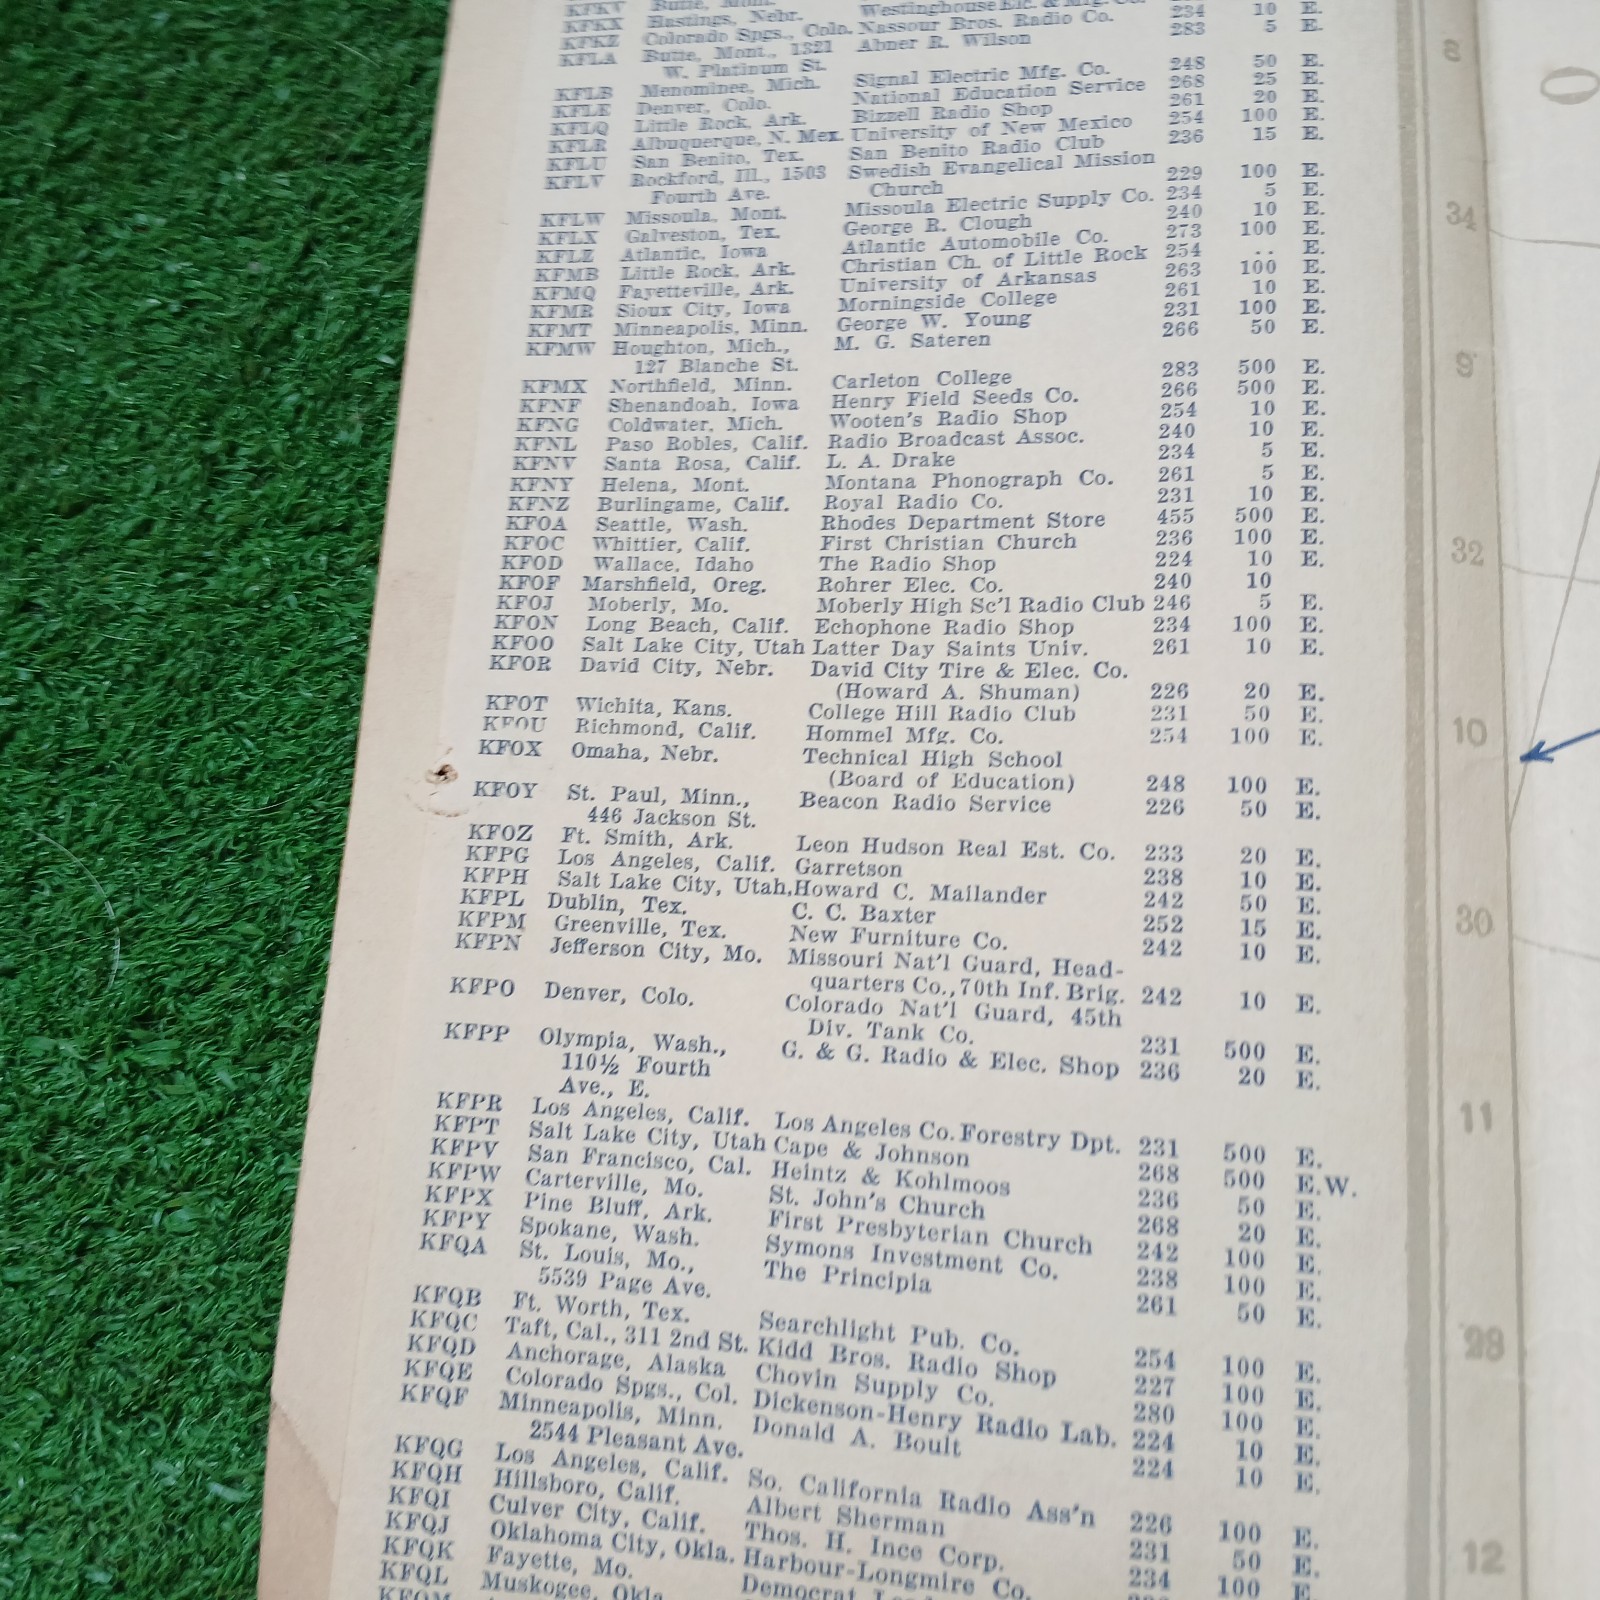 KFKV Butte, Mont.
KFKX Hastings, Nebr. Westinghouse Elc. & Mfg. Co.
KFKZ Colorado Spgs., Colo. Nassour Bros. Radio Co. 234 10 E.
KFLA Butte, Mont., 1321 Abner R. Wilson 283 5 E.
W. Platinum St.
KFLB Menominee, Mich. Signal Electric Mfg. Co. 248 50 E.
KFLE Denver, Colo. National Education Service 268 25 E.
KFLQ Little Rock, Ark. Bizzell Radio Shop 261 20 E.
KFLR Albuquerque, N. Mex. University of New Mexico 254 100 E.
KFLU San Benito, Tex. San Benito Radio Club 236 15 E.
KFLV Rockford, Ill., 1503 Swedish Evangelical Mission
Fourth Ave. Church 229 100 E.
KFLW Missoula, Mont. Missoula Electric Supply Co. 234 5 E.
KFLX Galveston, Tex. George R. Clough 240 10 E.
KFLZ Atlantic, Iowa Atlantic Automobile Co. 273 100 E.
KFMB Little Rock, Ark. Christian Ch. of Little Rock 254 .. E.
KFMQ Fayetteville, Ark. University of Arkansas 263 100 E.
KFMR Sioux City, Iowa Morningside College 261 10 E.
KFMT Minneapolis, Minn. George W. Young 231 100 E.
KFMW Houghton, Mich., M. G. Sateren 266 50 E.
127 Blanche St.
KFMX Northfield, Minn. Carleton College 283 500 E.
KFNF Shenandoah, Iowa Henry Field Seeds Co. 266 500 E.
KFNG Coldwater, Mich. Wooten's Radio Shop 254 10 E.
KFNL Paso Robles, Calif. Radio Broadcast Assoc. 240 10 E.
KFNV Santa Rosa, Calif. L. A. Drake 234 5 E.
KFNY Helena, Mont. Montana Phonograph Co. 261 5 E.
KFNZ Burlingame, Calif. Royal Radio Co. 231 10 E.
KFOA Seattle, Wash. Rhodes Department Store 455 500 E.
KFOC Whittier, Calif. First Christian Church 236 100 E.
KFOD Wallace, Idaho The Radio Shop 224 10 E.
KFOF Marshfield, Oreg. Rohrer Elec. Co. 240 10
KFOJ Moberly, Mo. Moberly High Sc'l Radio Club 246 5 E.
KFON Long Beach, Calif. Echophone Radio Shop 234 100 E.
KFOO Salt Lake City, Utah Latter Day Saints Univ. 261 10 E.
KFOR David City, Nebr. David City Tire & Elec. Co.
(Howard A. Shuman) 226 20 E.
KFOT Wichita, Kans. College Hill Radio Club 231 50 E.
KFOU Richmond, Calif. Hommel Mfg. Co. 254 100 E.
KFOX Omaha, Nebr. Technical High School
(Board of Education) 248 100 E.
KFOY St. Paul, Minn., Beacon Radio Service 226 50 E.
446 Jackson St.
KFOZ Ft. Smith, Ark. Leon Hudson Real Est. Co. 233 20 E.
KFPG Los Angeles, Calif. Garretson 238 10 E.
KFPH Salt Lake City, Utah, Howard C. Mailander 242 50 E.
KFPL Dublin, Tex. C. C. Baxter 252 15 E.
KFPM Greenville, Tex. New Furniture Co. 242 10 E.
KFPN Jefferson City, Mo. Missouri Nat'l Guard, Head-
quarters Co., 70th Inf. Brig. 242 10 E.
KFPO Denver, Colo. Colorado Nat'l Guard, 45th
Div. Tank Co. 231 500 E.
KFPP Olympia, Wash., G. & G. Radio & Elec. Shop 236 20 E.
110½ Fourth
Ave., E.
KFPR Los Angeles, Calif. Los Angeles Co. Forestry Dpt. 231 500 E.
KFPT Salt Lake City, Utah Cape & Johnson 268 500 E.W.
KFPV San Francisco, Cal. Heintz & Kohlmoos 236 50 E.
KFPW Carterville, Mo. St. John's Church 268 20 E.
KFPX Pine Bluff, Ark. First Presbyterian Church 242 100 E.
KFPY Spokane, Wash. Symons Investment Co. 238 100 E.
KFQA St. Louis, Mo., The Principia 261 50 E.
5539 Page Ave.
KFQB Ft. Worth, Tex. Searchlight Pub. Co. 254 100 E.
KFQC Taft, Cal., 311 2nd St. Kidd Bros. Radio Shop 227 100 E.
KFQD Anchorage, Alaska Chovin Supply Co. 280 100 E.
KFQE Colorado Spgs., Col. Dickenson-Henry Radio Lab. 224 10 E.
KFQF Minneapolis, Minn. Donald A. Boult 224 10 E.
2544 Pleasant Ave.
KFQG Los Angeles, Calif. So. California Radio Ass'n 226 100 E.
KFQH Hillsboro, Calif. Albert Sherman 231 50 E.
KFQI Culver City, Calif. Thos. H. Ince Corp. 234 100 E.
KFQJ Oklahoma City, Okla. Harbour-Longmire Co.
KFQK Fayette, Mo. Democrat
KFQL Muskogee, Okla.
KFQM
8
34
9
32
10
30
11
28
12